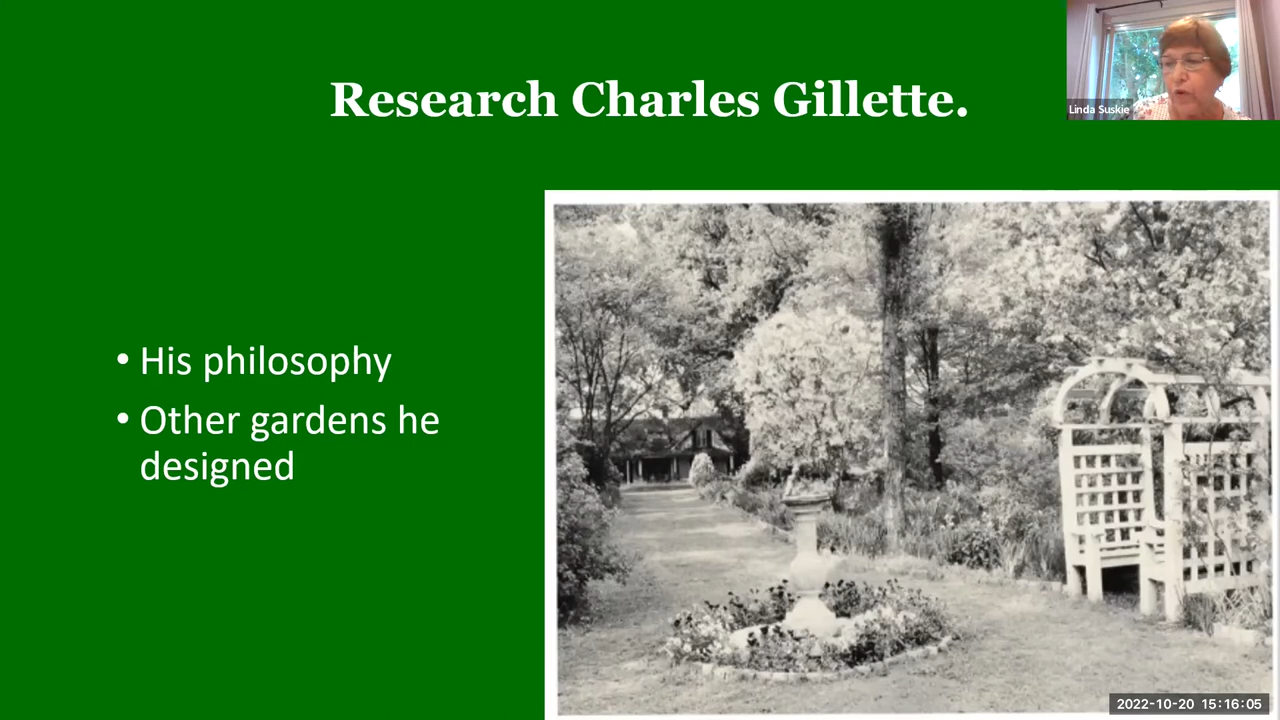 Research Charles Gillette.
Linda Suskie
• His philosophy
• Other gardens he
designed
2022-10-20 15:16:05